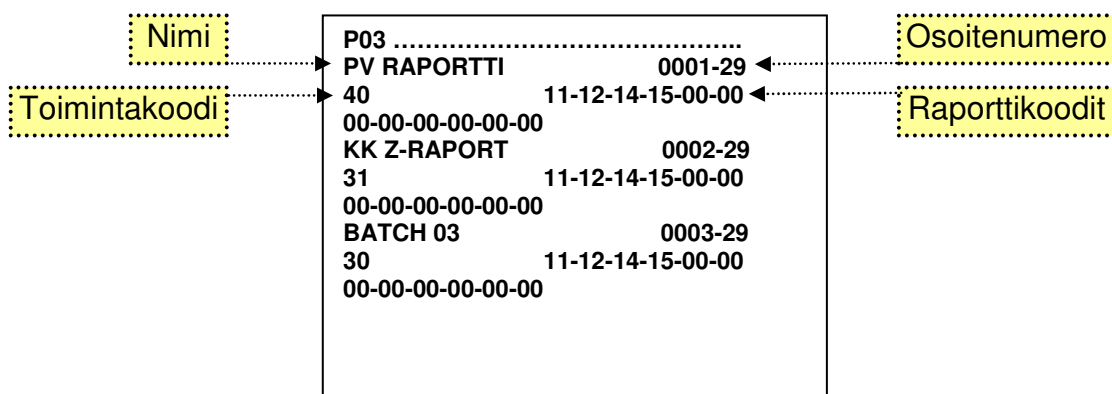 Nimi
Osoitenumero
Toimintakoodi
Raporttikoodit
P03 ……………………………………..
PV RAPORTTI 0001-29
40 11-12-14-15-00-00
00-00-00-00-00-00
KK Z-RAPORT 0002-29
31 11-12-14-15-00-00
00-00-00-00-00-00
BATCH 03 0003-29
30 11-12-14-15-00-00
00-00-00-00-00-00